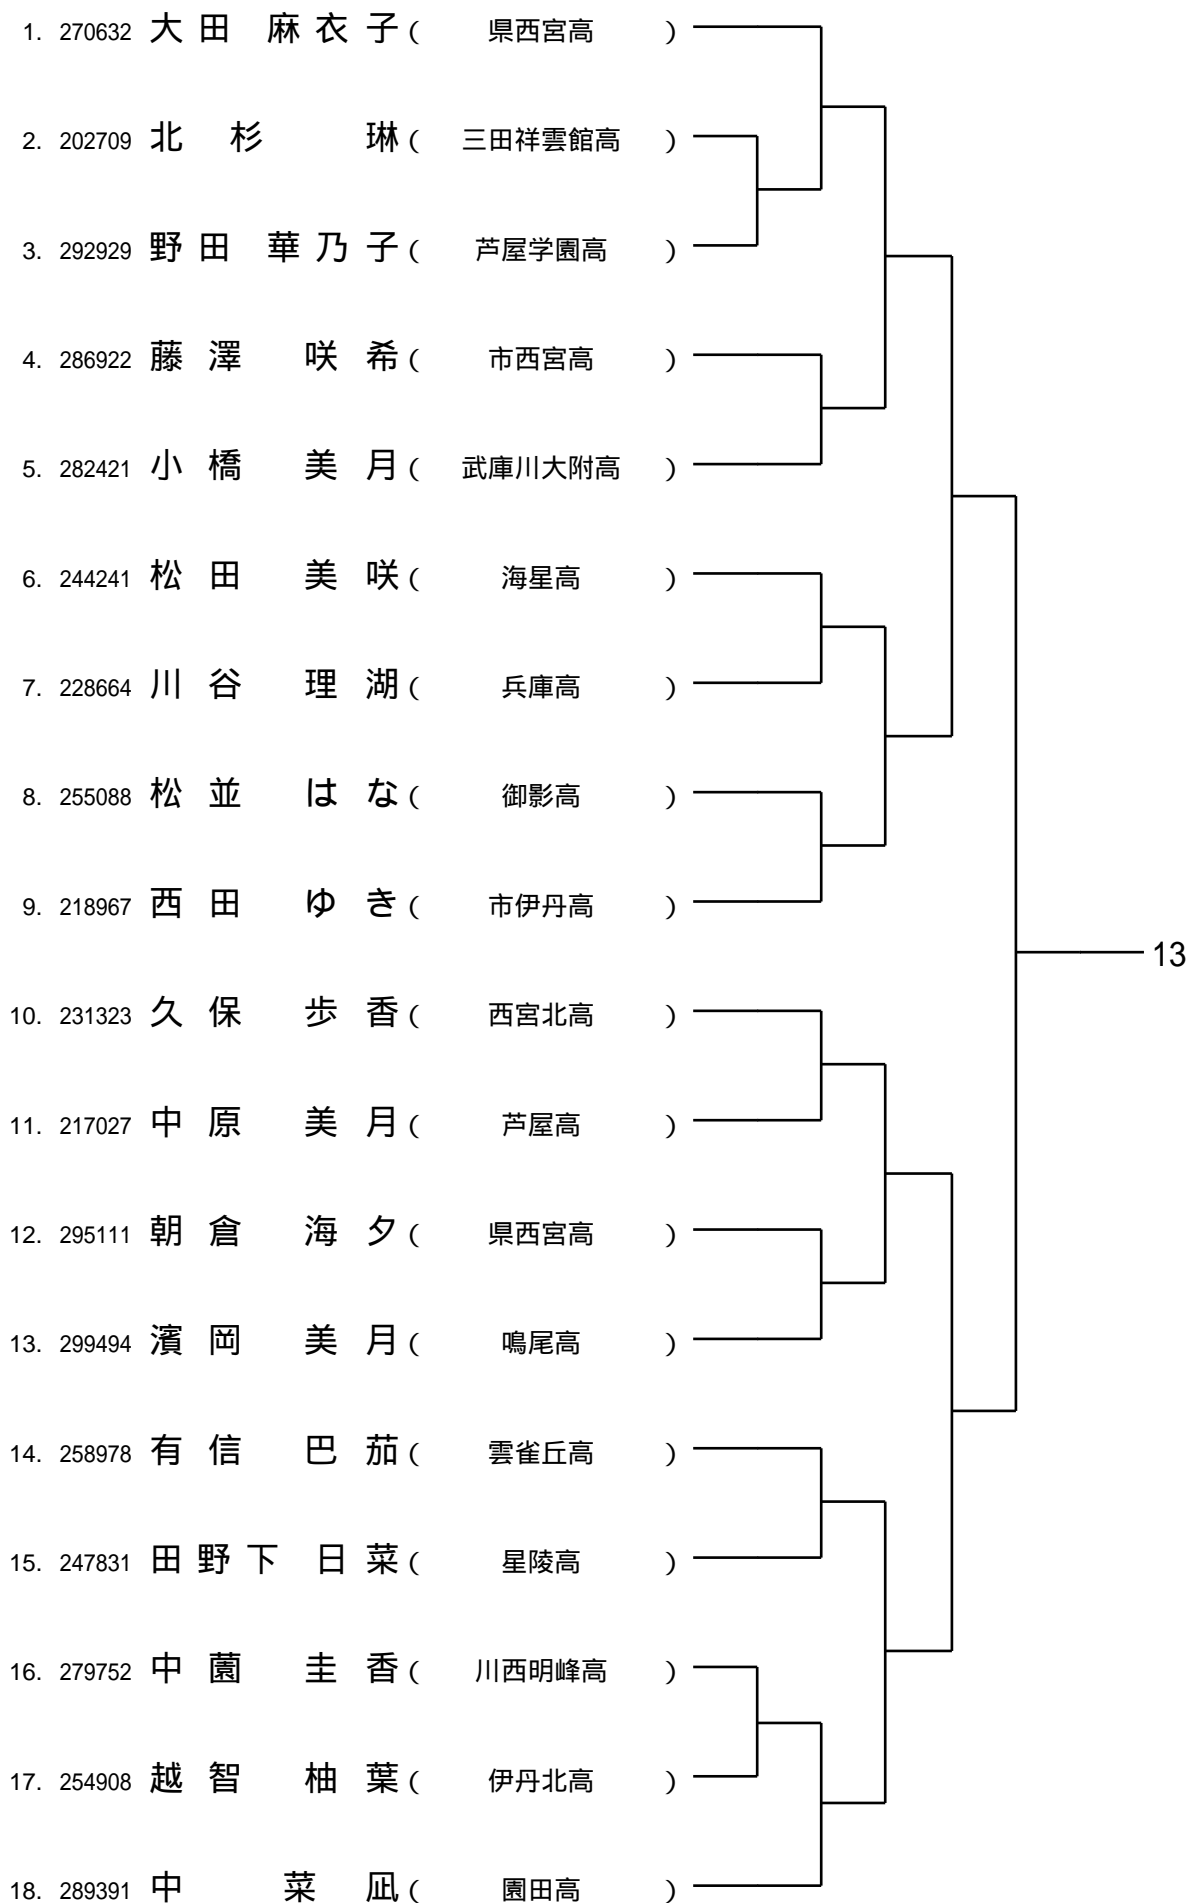 1. 270632 大田 麻衣子 ( 県西宮高 )
2. 202709 北杉 琳 ( 三田祥雲館高 )
3. 292929 野田 華乃子 ( 芦屋学園高 )
4. 286922 藤澤 咲希 ( 市西宮高 )
5. 282421 小橋 美月 ( 武庫川大附高 )
6. 244241 松田 美咲 ( 海星高 )
7. 228664 川谷 理湖 ( 兵庫高 )
8. 255088 松並 はな ( 御影高 )
9. 218967 西田 ゆき ( 市伊丹高 )
13
10. 231323 久保 歩香 ( 西宮北高 )
11. 217027 中原 美月 ( 芦屋高 )
12. 295111 朝倉 海夕 ( 県西宮高 )
13. 299494 濱岡 美月 ( 鳴尾高 )
14. 258978 有信 巴茄 ( 雲雀丘高 )
15. 247831 田野下 日菜 ( 星陵高 )
16. 279752 中薗 圭香 ( 川西明峰高 )
17. 254908 越智 柚葉 ( 伊丹北高 )
18. 289391 中 菜凪 ( 園田高 )